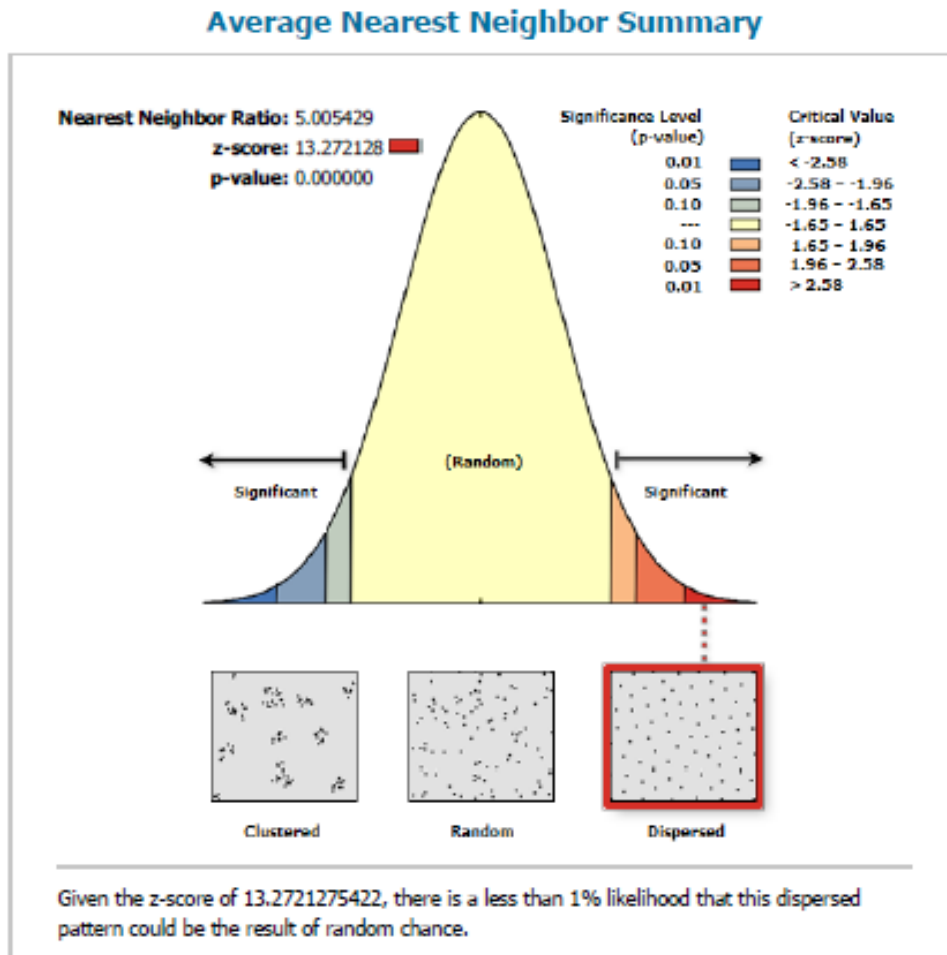 Average Nearest Neighbor Summary
Nearest Neighbor Ratio: 5.005429
z-score: 13.272128
p-value: 0.000000
Significance Level
(p-value)
Critical Value
(z-score)
0.01 < -2.58
0.05 -2.58 – -1.96
0.10 -1.96 – -1.65
--- -1.65 – 1.65
0.10 1.65 – 1.96
0.05 1.96 – 2.58
0.01 > 2.58
(Random)
Significant
Significant
Clustered
Random
Dispersed
Given the z-score of 13.2721275422, there is a less than 1% likelihood that this dispersed
pattern could be the result of random chance.